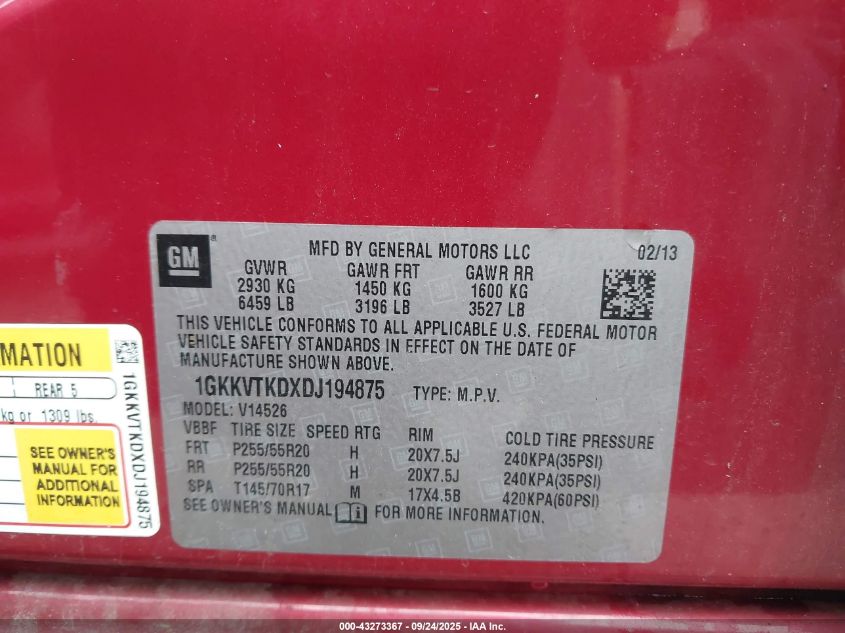 GM ®
MFD BY GENERAL MOTORS LLC 02/13
GVWR GAWR FRT GAWR RR
2930 KG 1450 KG 1600 KG
6459 LB 3196 LB 3527 LB
THIS VEHICLE CONFORMS TO ALL APPLICABLE U.S. FEDERAL MOTOR
VEHICLE SAFETY STANDARDS IN EFFECT ON THE DATE OF
MANUFACTURE SHOWN ABOVE.
1GKKVTKDXDJ194875 TYPE: M.P.V.
MODEL: V14526
VBBF TIRE SIZE SPEED RTG RIM COLD TIRE PRESSURE
FRT P255/55R20 H 20X7.5J 240KPA(35PSI)
RR P255/55R20 H 20X7.5J 240KPA(35PSI)
SPA T145/70R17 M 17X4.5B 420KPA(60PSI)
SEE OWNER'S MANUAL FOR MORE INFORMATION.
MATION
REAR 5
kg or 1309 lbs.
SEE OWNER'S
MANUAL FOR
ADDITIONAL
INFORMATION
1GKKVTKDXDJ194875
000-43273367 - 09/24/2025 - IAA Inc.